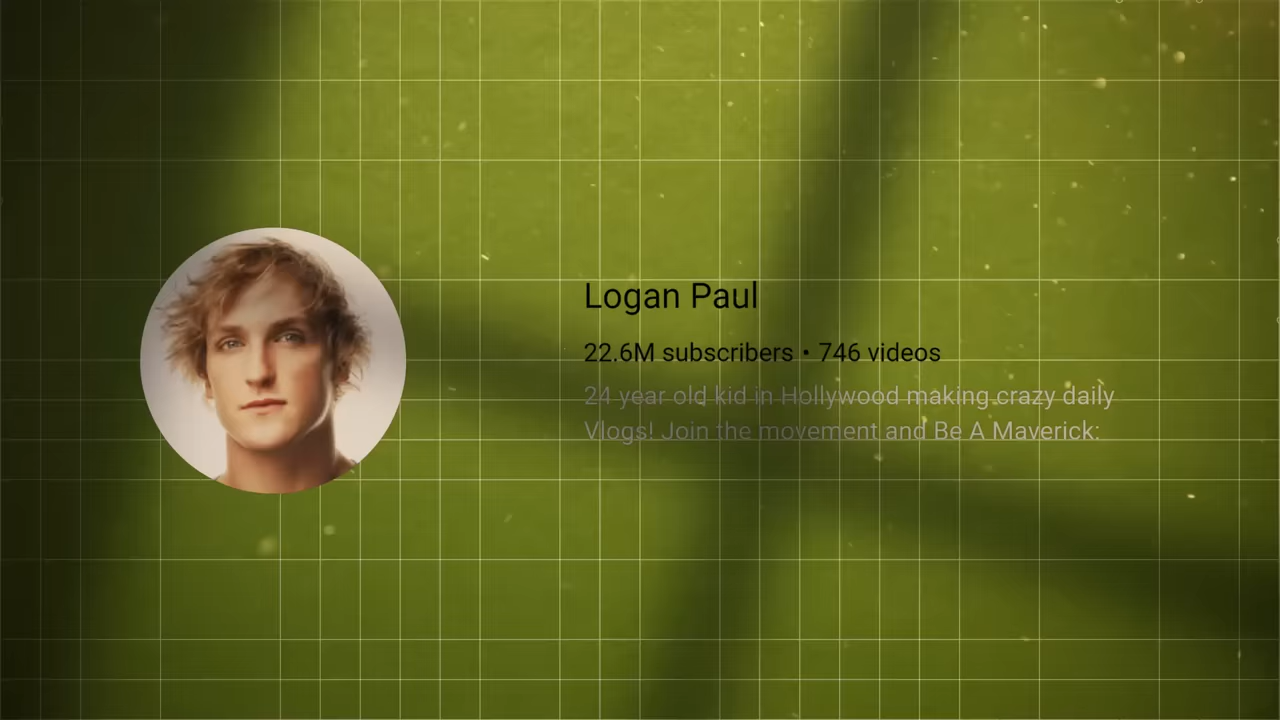 Logan Paul
22.6M subscribers • 746 videos
24 year old kid in Hollywood making crazy daily
Vlogs! Join the movement and Be A Maverick: